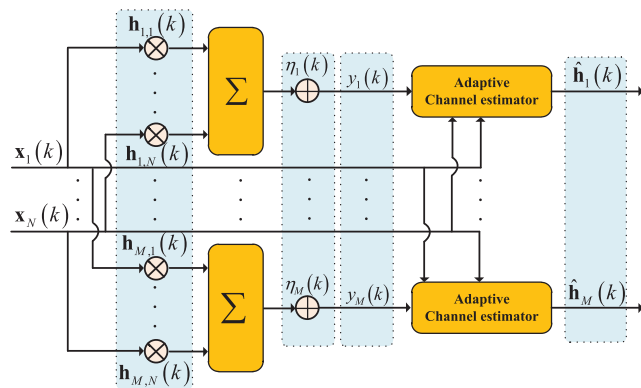 𝐡₁,₁(k)
η₁(k)
y₁(k)
Adaptive
Channel estimator
𝐡̂₁(k)
Σ
𝐡₁,N(k)
𝐱₁(k)
𝐱N(k)
𝐡M,₁(k)
ηM(k)
yM(k)
Adaptive
Channel estimator
𝐡̂M(k)
Σ
𝐡M,N(k)